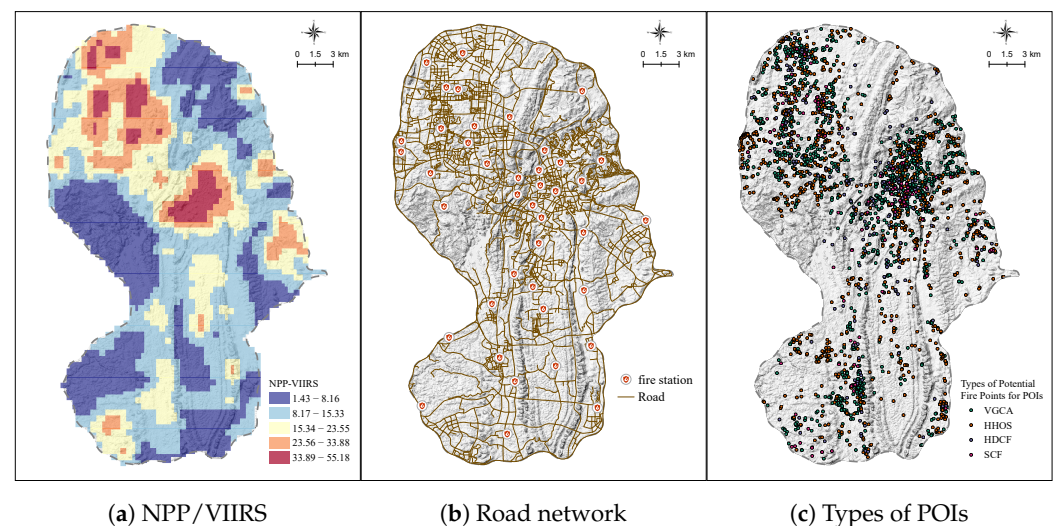 0 1.5 3 km
NPP-VIIRS
1.43 – 8.16
8.17 – 15.33
15.34 – 23.55
23.56 – 33.88
33.89 – 55.18
0 1.5 3 km
fire station
Road
0 1.5 3 km
Types of Potential
Fire Points for POIs
VGCA
HHOS
HDCF
SCF
(a) NPP/VIIRS
(b) Road network
(c) Types of POIs